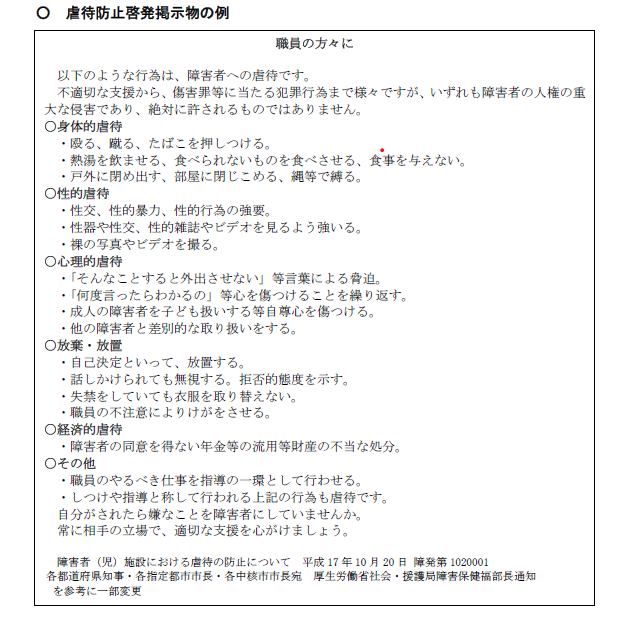 〇　虐待防止啓発掲示物の例
職員の方々に
以下のような行為は、障害者への虐待です。
不適切な支援から、傷害罪等に当たる犯罪行為まで様々ですが、いずれも障害者の人権の重
大な侵害であり、絶対に許されるものではありません。
〇身体的虐待
・殴る、蹴る、たばこを押しつける。
・熱湯を飲ませる、食べられないものを食べさせる、食事を与えない。
・戸外に閉め出す、部屋に閉じこめる、縄等で縛る。
〇性的虐待
・性交、性的暴力、性的行為の強要。
・性器や性交、性的雑誌やビデオを見るよう強いる。
・裸の写真やビデオを撮る。
〇心理的虐待
・「そんなことすると外出させない」等言葉による脅迫。
・「何度言ったらわかるの」等心を傷つけることを繰り返す。
・成人の障害者を子ども扱いする等自尊心を傷つける。
・他の障害者と差別的な取り扱いをする。
〇放棄・放置
・自己決定といって、放置する。
・話しかけられても無視する。拒否的態度を示す。
・失禁をしていても衣服を取り替えない。
・職員の不注意によりけがをさせる。
〇経済的虐待
・障害者の同意を得ない年金等の流用等財産の不当な処分。
〇その他
・職員のやるべき仕事を指導の一環として行わせる。
・しつけや指導と称して行われる上記の行為も虐待です。
自分がされたら嫌なことを障害者にしていませんか。
常に相手の立場で、適切な支援を心がけましょう。
障害者（児）施設における虐待の防止について　平成 17 年 10 月 20 日 障発第 1020001
各都道府県知事・各指定都市市長・各中核市市長宛　厚生労働省社会・援護局障害保健福部長通知
を参考に一部変更